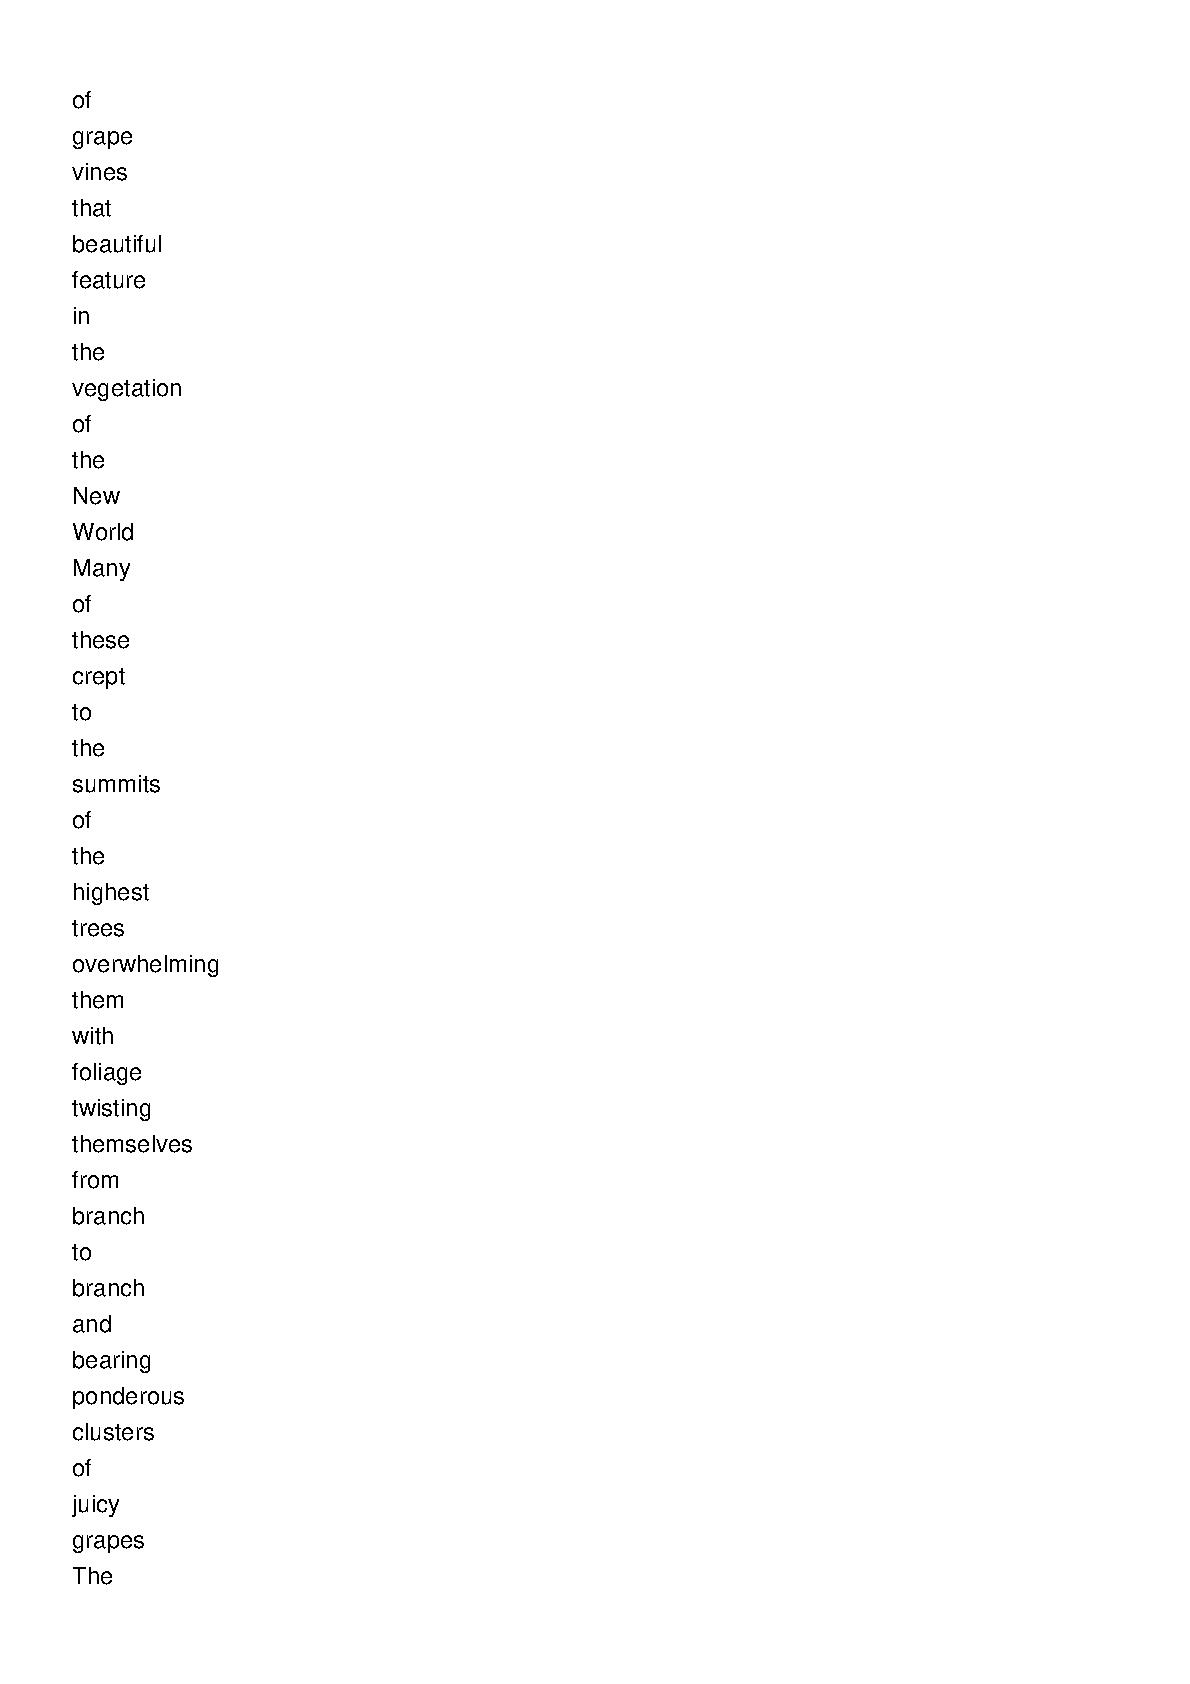 of
grape
vines
that
beautiful
feature
in
the
vegetation
of
the
New
World
Many
of
these
crept
to
the
summits
of
the
highest
trees
overwhelming
them
with
foliage
twisting
themselves
from
branch
to
branch
and
bearing
ponderous
clusters
of
juicy
grapes
The